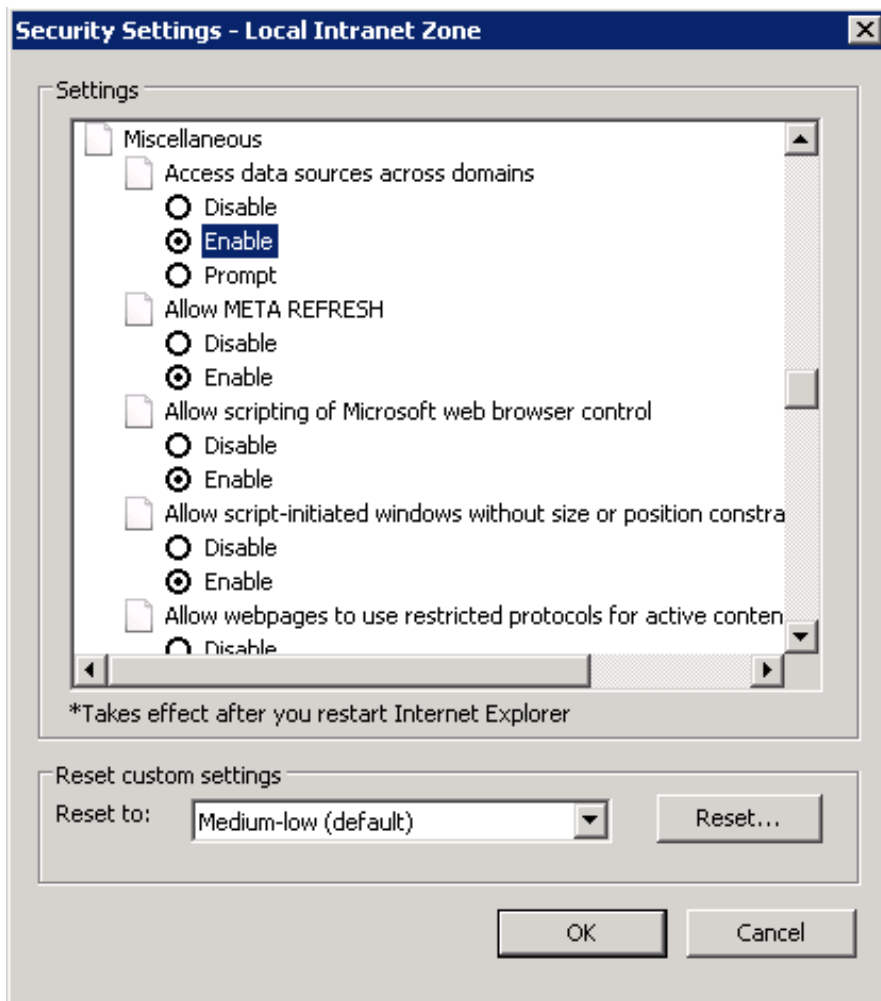 Security Settings - Local Intranet Zone
Settings
Miscellaneous
Access data sources across domains
Disable
Enable
Prompt
Allow META REFRESH
Disable
Enable
Allow scripting of Microsoft web browser control
Disable
Enable
Allow script-initiated windows without size or position constra
Disable
Enable
Allow webpages to use restricted protocols for active conten
Disable
*Takes effect after you restart Internet Explorer
Reset custom settings
Reset to: Medium-low (default) Reset...
OK Cancel